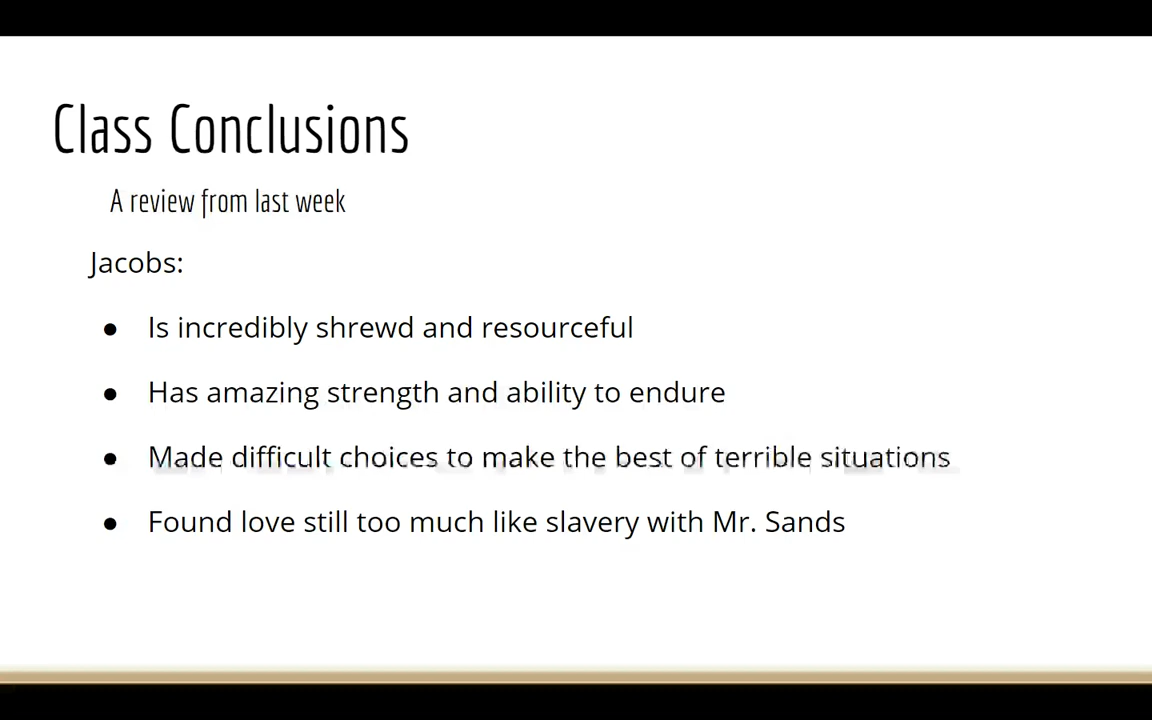 Class Conclusions
A review from last week
Jacobs:
● Is incredibly shrewd and resourceful
● Has amazing strength and ability to endure
● Made difficult choices to make the best of terrible situations
● Found love still too much like slavery with Mr. Sands